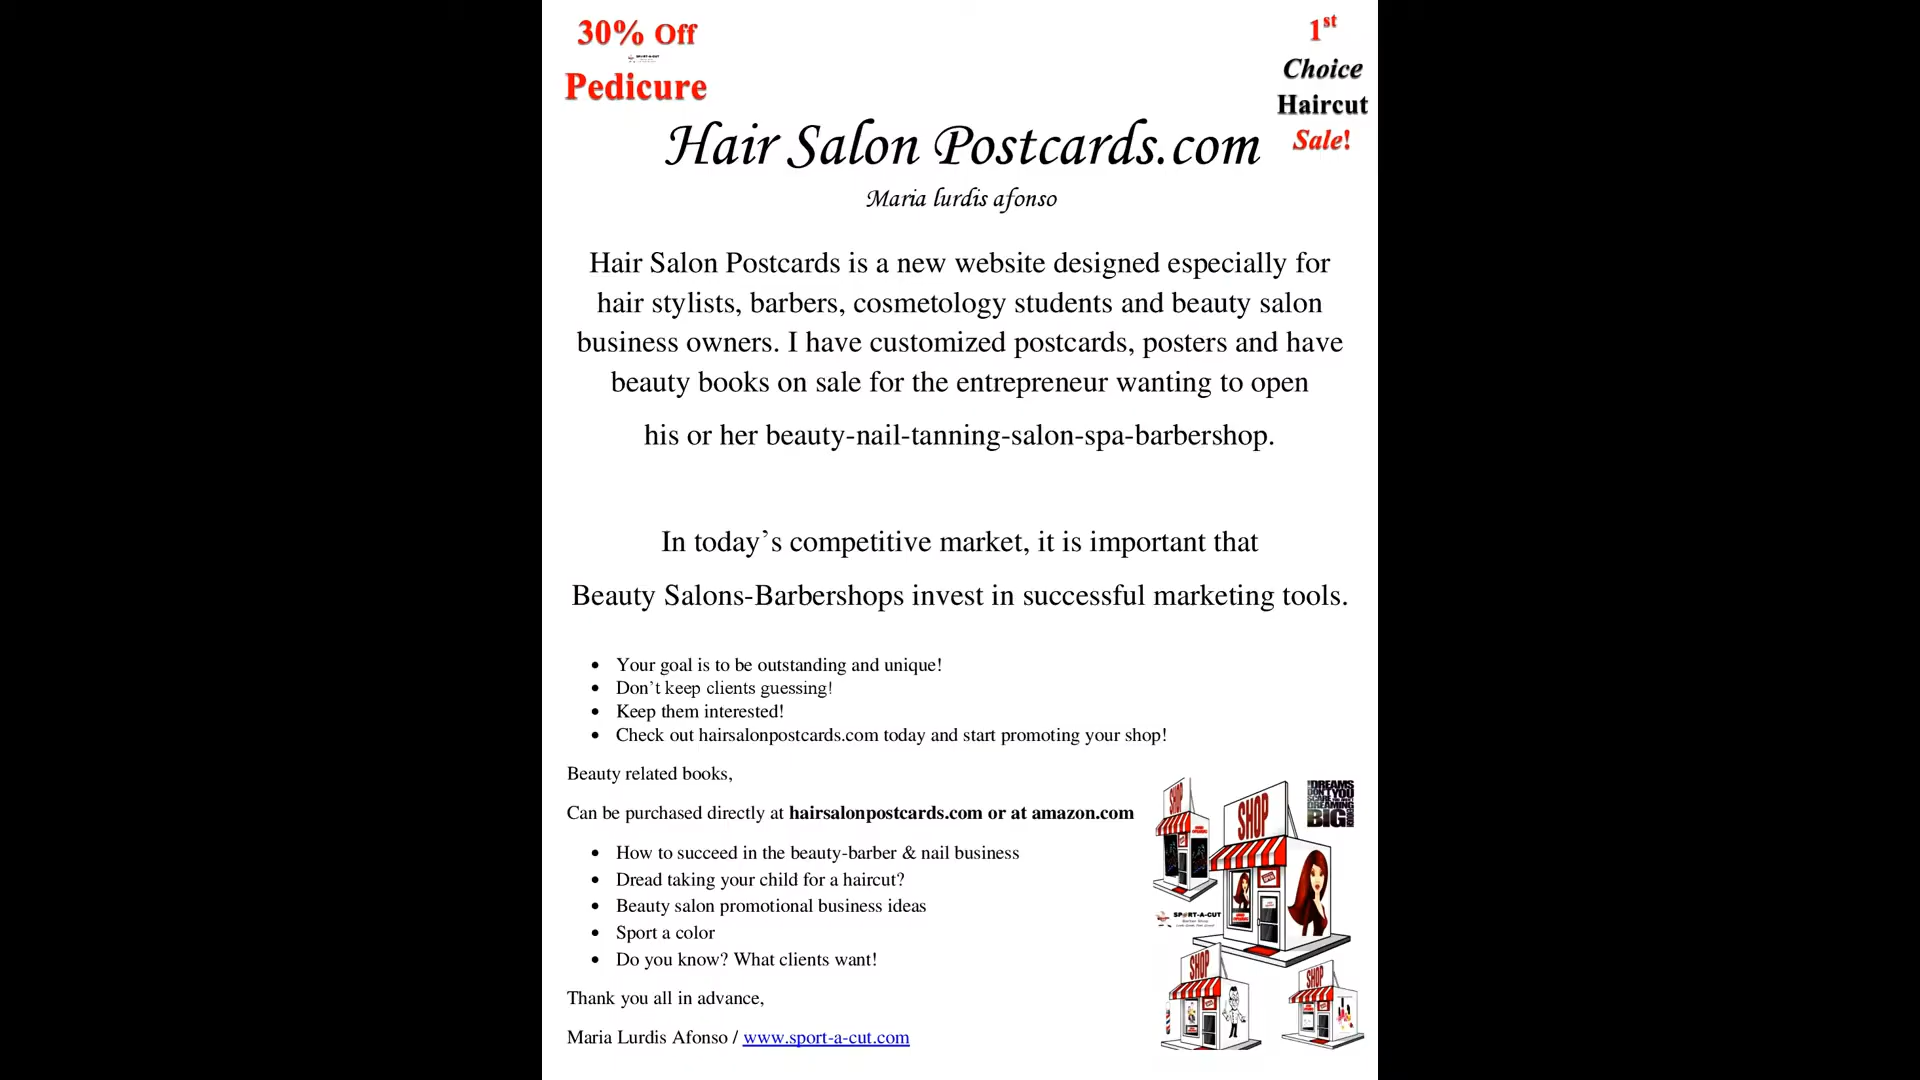 30% Off
Pedicure
1st
Choice
Haircut
Sale!
Hair Salon Postcards.com
Maria lurdis afonso
Hair Salon Postcards is a new website designed especially for
hair stylists, barbers, cosmetology students and beauty salon
business owners. I have customized postcards, posters and have
beauty books on sale for the entrepreneur wanting to open
his or her beauty-nail-tanning-salon-spa-barbershop.
In today’s competitive market, it is important that
Beauty Salons-Barbershops invest in successful marketing tools.
• Your goal is to be outstanding and unique!
• Don’t keep clients guessing!
• Keep them interested!
• Check out hairsalonpostcards.com today and start promoting your shop!
Beauty related books,
Can be purchased directly at hairsalonpostcards.com or at amazon.com
• How to succeed in the beauty-barber & nail business
• Dread taking your child for a haircut?
• Beauty salon promotional business ideas
• Sport a color
• Do you know? What clients want!
Thank you all in advance,
Maria Lurdis Afonso / www.sport-a-cut.com
SHOP
SHOP
DREAMS
DON'T YOU
DREAMING
BIG
SPORT-A-CUT
SHOP
SHOP